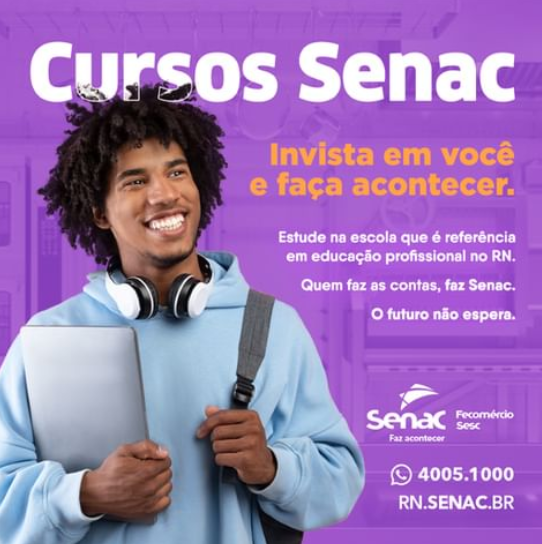 Cursos Senac
Invista em você
e faça acontecer.
Estude na escola que é referência
em educação profissional no RN.
Quem faz as contas, faz Senac.
O futuro não espera.
Senac
Fecomércio
Sesc
Faz acontecer
4005.1000
RN.SENAC.BR